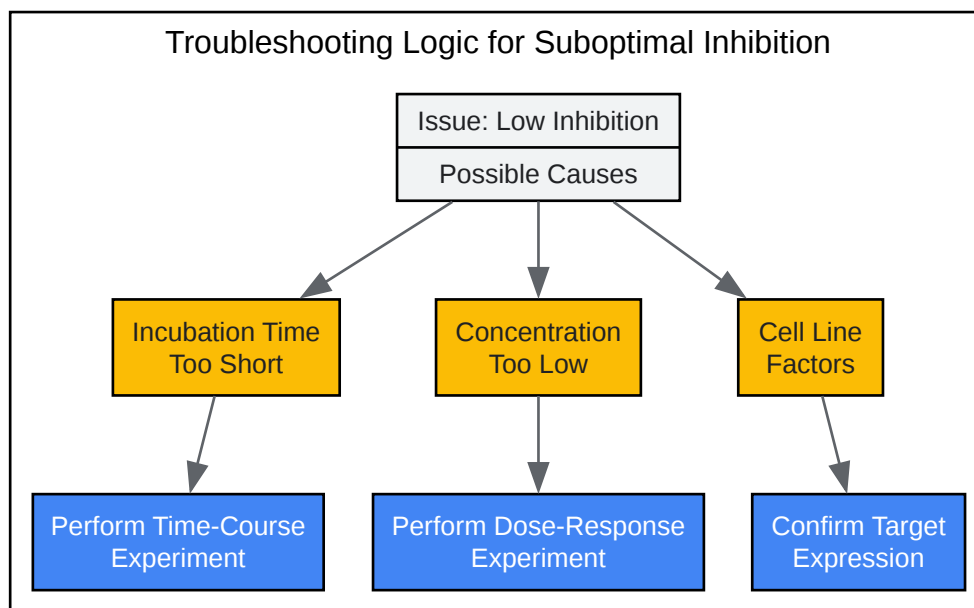 Troubleshooting Logic for Suboptimal Inhibition
Issue: Low Inhibition
Possible Causes
Incubation Time
Too Short
Concentration
Too Low
Cell Line
Factors
Perform Time-Course
Experiment
Perform Dose-Response
Experiment
Confirm Target
Expression